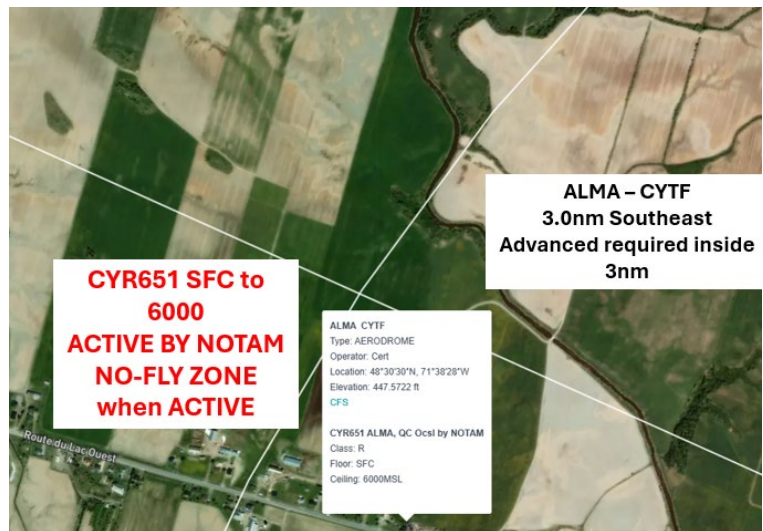 ALMA – CYTF
3.0nm Southeast
Advanced required inside
3nm
CYR651 SFC to
6000
ACTIVE BY NOTAM
NO-FLY ZONE
when ACTIVE
ALMA CYTF
Type: AERODROME
Operator: Cert
Location: 48°30'30"N, 71°38'28"W
Elevation: 447.5722 ft
CFS
CYR651 ALMA, QC Ocsl by NOTAM
Class: R
Floor: SFC
Ceiling: 6000MSL
Route du Lac Ouest